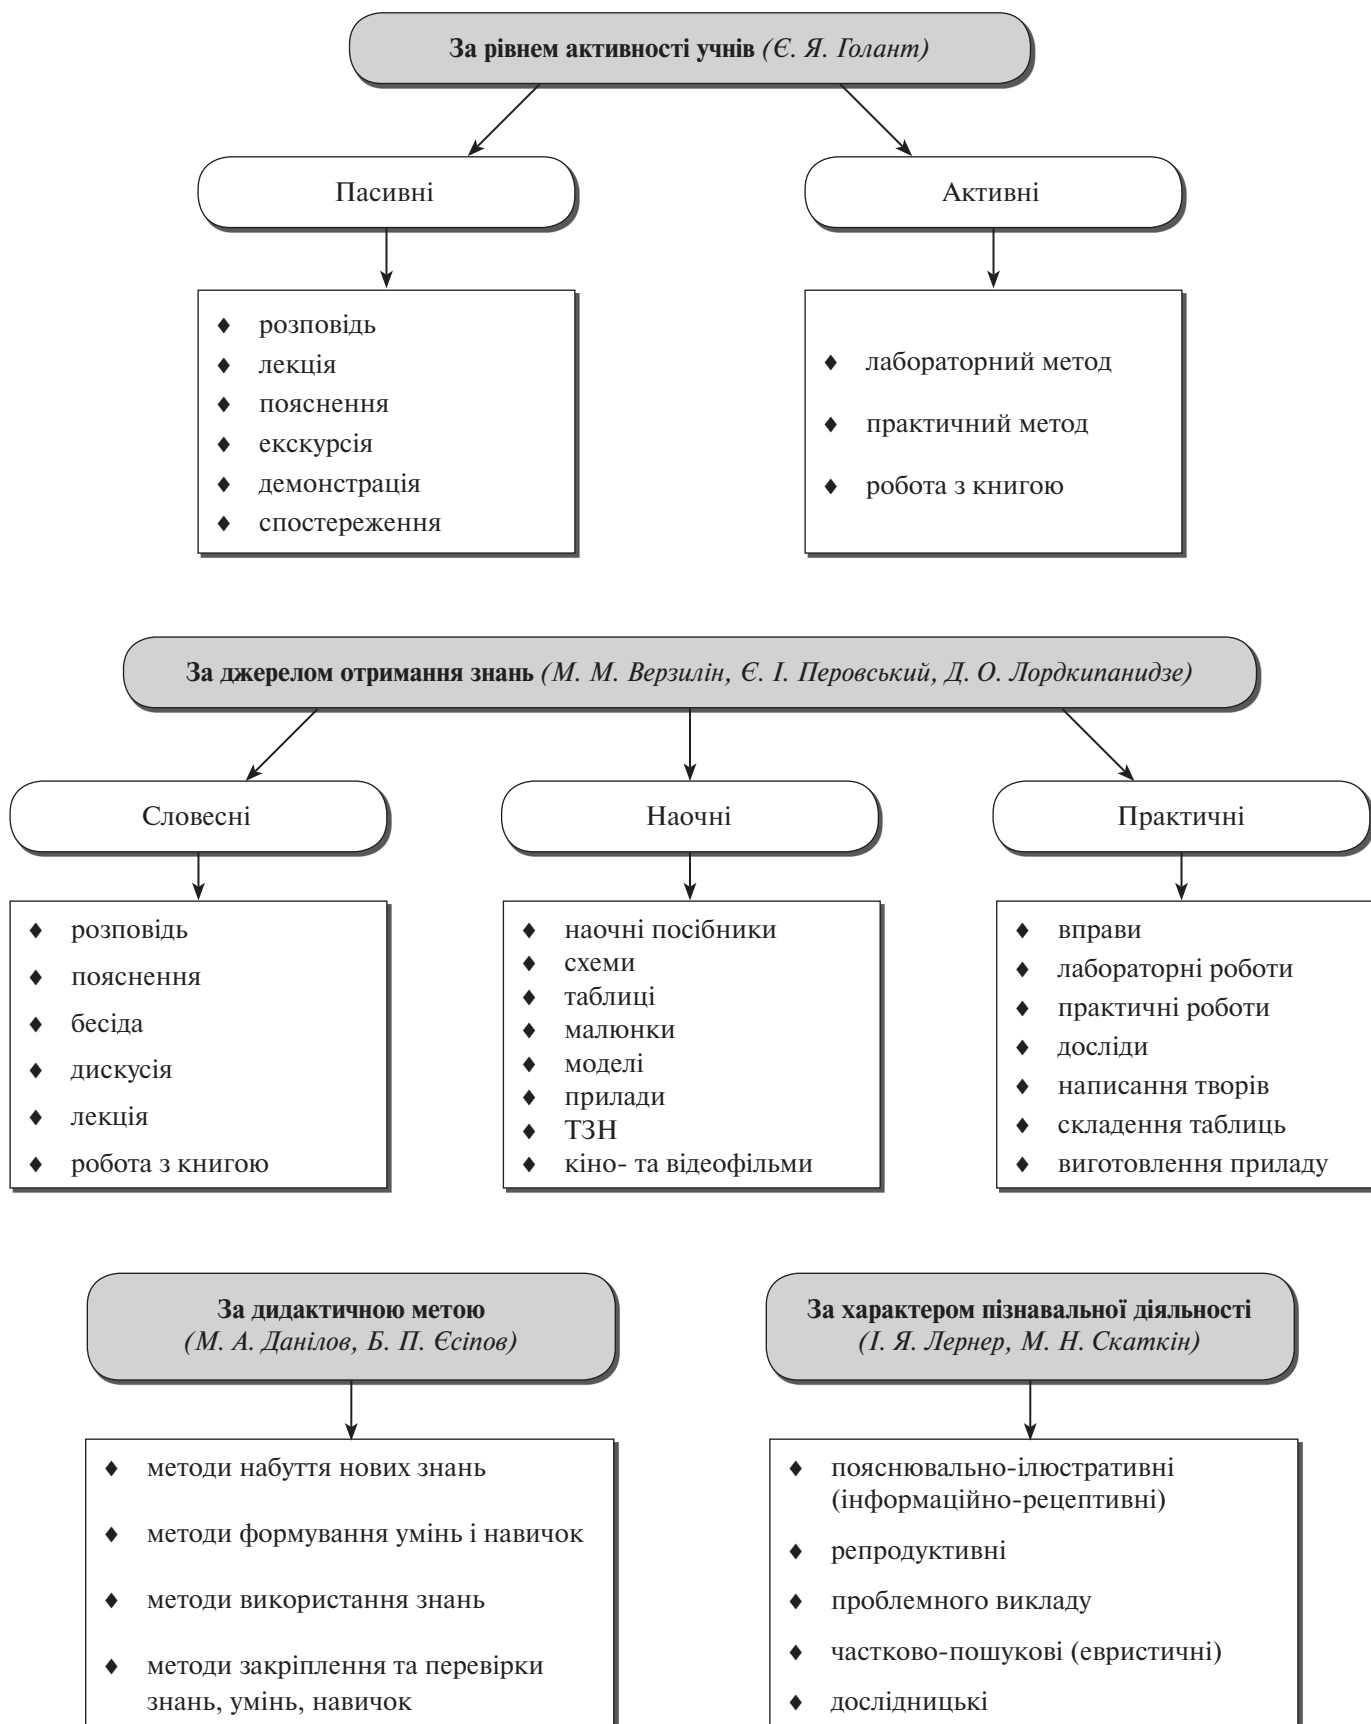 За рівнем активності учнів (Є. Я. Голант)
Пасивні
Активні
♦ розповідь
♦ лекція
♦ пояснення
♦ екскурсія
♦ демонстрація
♦ спостереження
♦ лабораторний метод
♦ практичний метод
♦ робота з книгою
За джерелом отримання знань (М. М. Верзилін, Є. І. Перовський, Д. О. Лордкипанидзе)
Словесні
Наочні
Практичні
♦ розповідь
♦ пояснення
♦ бесіда
♦ дискусія
♦ лекція
♦ робота з книгою
♦ наочні посібники
♦ схеми
♦ таблиці
♦ малюнки
♦ моделі
♦ прилади
♦ ТЗН
♦ кіно- та відеофільми
♦ вправи
♦ лабораторні роботи
♦ практичні роботи
♦ досліди
♦ написання творів
♦ складення таблиць
♦ виготовлення приладу
За дидактичною метою
(М. А. Данілов, Б. П. Єсіпов)
♦ методи набуття нових знань
♦ методи формування умінь і навичок
♦ методи використання знань
♦ методи закріплення та перевірки
знань, умінь, навичок
За характером пізнавальної діяльності
(І. Я. Лернер, М. Н. Скаткін)
♦ пояснювально-ілюстративні
(інформаційно-рецептивні)
♦ репродуктивні
♦ проблемного викладу
♦ частково-пошукові (евристичні)
♦ дослідницькі